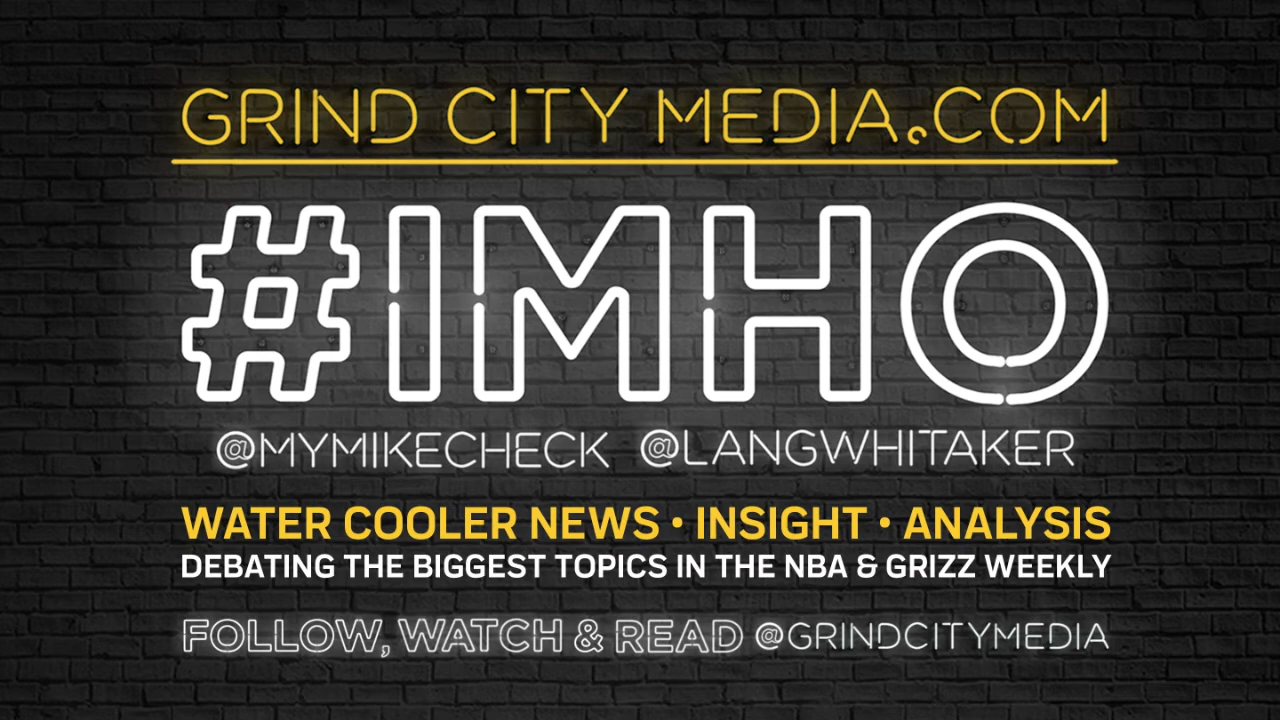 GRIND CITY MEDIA.COM
#IMHO
@MYMIKECHECK @LANGWHITAKER
WATER COOLER NEWS • INSIGHT • ANALYSIS
DEBATING THE BIGGEST TOPICS IN THE NBA & GRIZZ WEEKLY
FOLLOW, WATCH & READ @GRINDCITYMEDIA